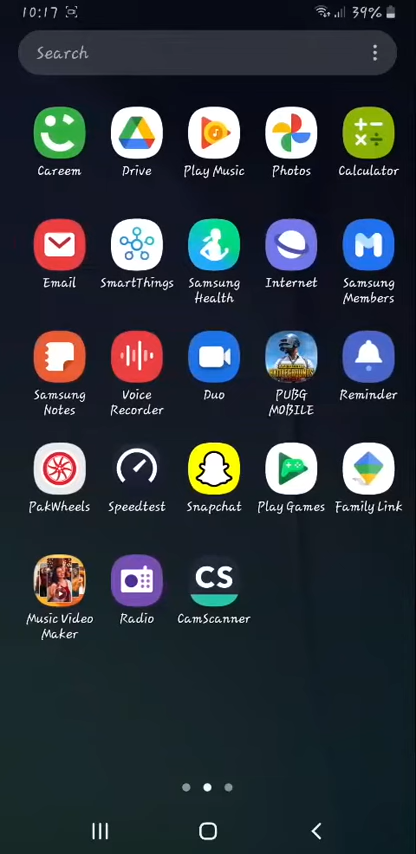 10:17
39%
Search
Careem
Drive
Play Music
Photos
Calculator
Email
SmartThings
Samsung
Health
Internet
Samsung
Members
Samsung
Notes
Voice
Recorder
Duo
PUBG
MOBILE
Reminder
PakWheels
Speedtest
Snapchat
Play Games
Family Link
CS
Music Video
Maker
Radio
CamScanner